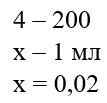 4 – 200
х – 1 мл
х = 0,02